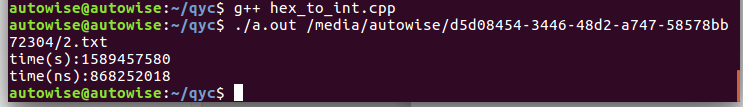 autowise@autowise:~/qyc$ g++ hex_to_int.cpp
autowise@autowise:~/qyc$ ./a.out /media/autowise/d5d08454-3446-48d2-a747-58578bb
72304/2.txt
time(s):1589457580
time(ns):868252018
autowise@autowise:~/qyc$